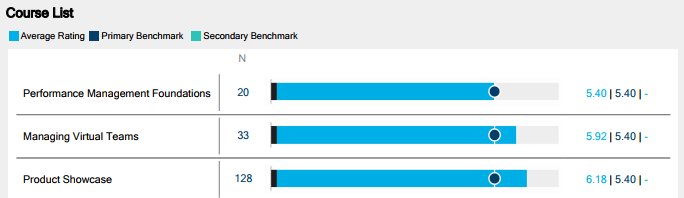 Course List
Average Rating Primary Benchmark Secondary Benchmark
N
Performance Management Foundations 20 5.40 | 5.40 | -
Managing Virtual Teams 33 5.92 | 5.40 | -
Product Showcase 128 6.18 | 5.40 | -